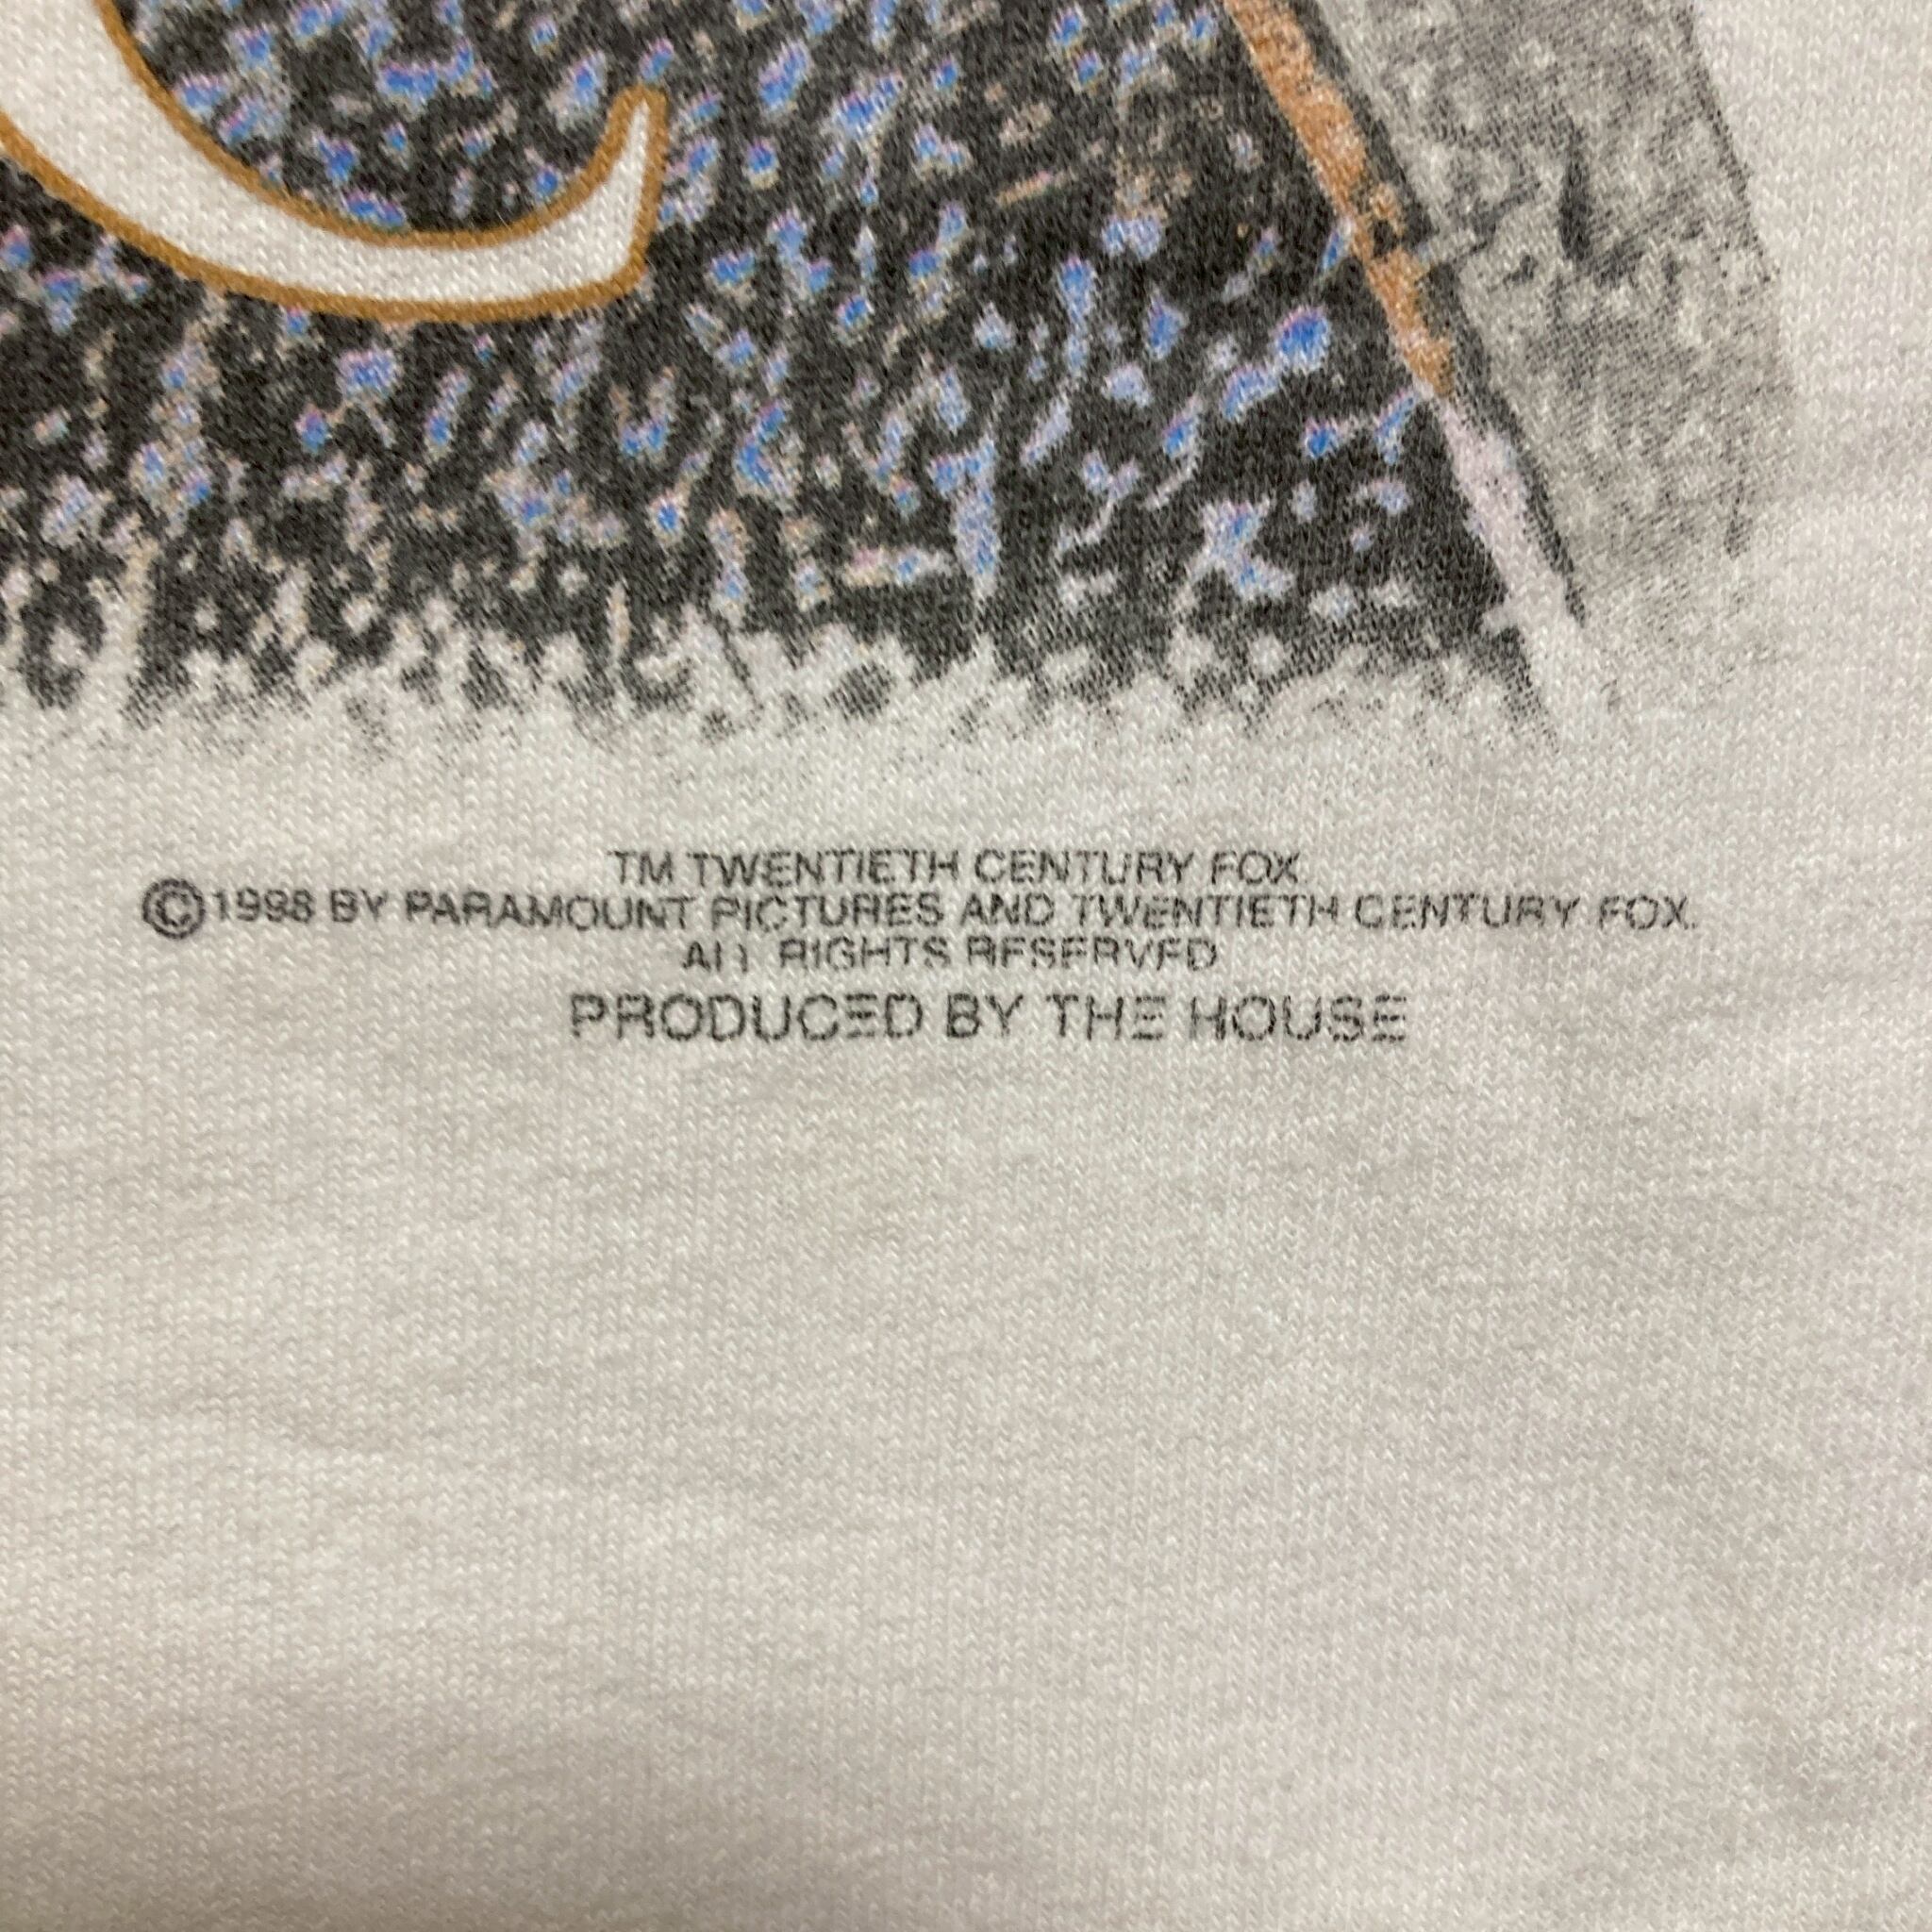 C
TM TWENTIETH CENTURY FOX.
©1998 BY PARAMOUNT PICTURES AND TWENTIETH CENTURY FOX.
ALL RIGHTS RESERVED
PRODUCED BY THE HOUSE